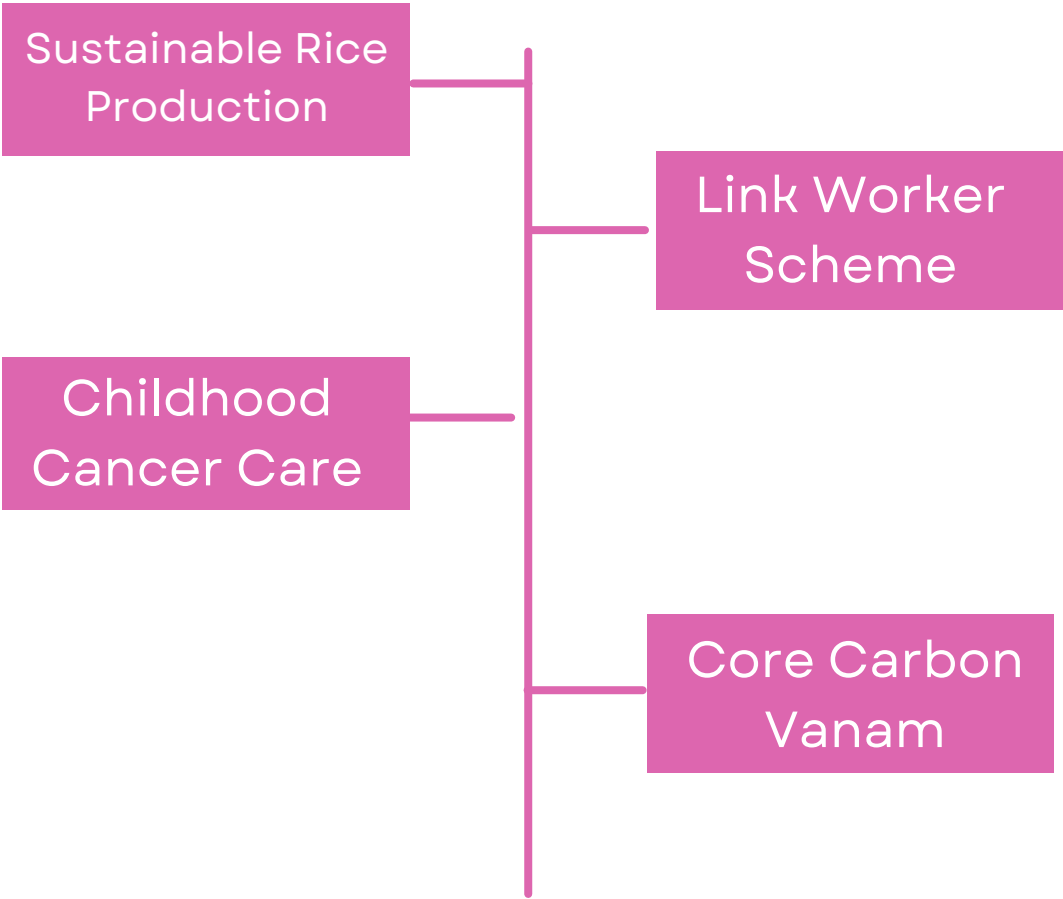 Sustainable Rice
Production
Link Worker
Scheme
Childhood
Cancer Care
Core Carbon
Vanam